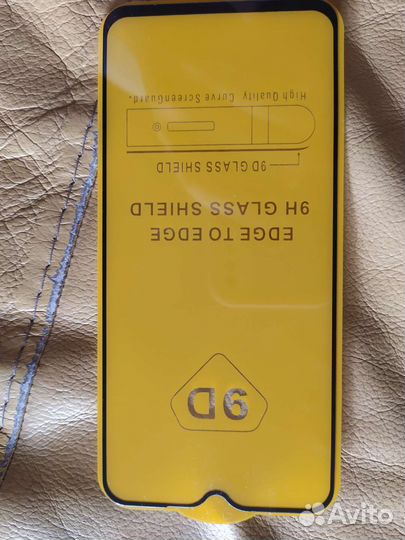 9D
EDGE TO EDGE
9H GLASS SHIELD
9D GLASS SHIELD
High Quality Curve ScreenGuard.
Avito